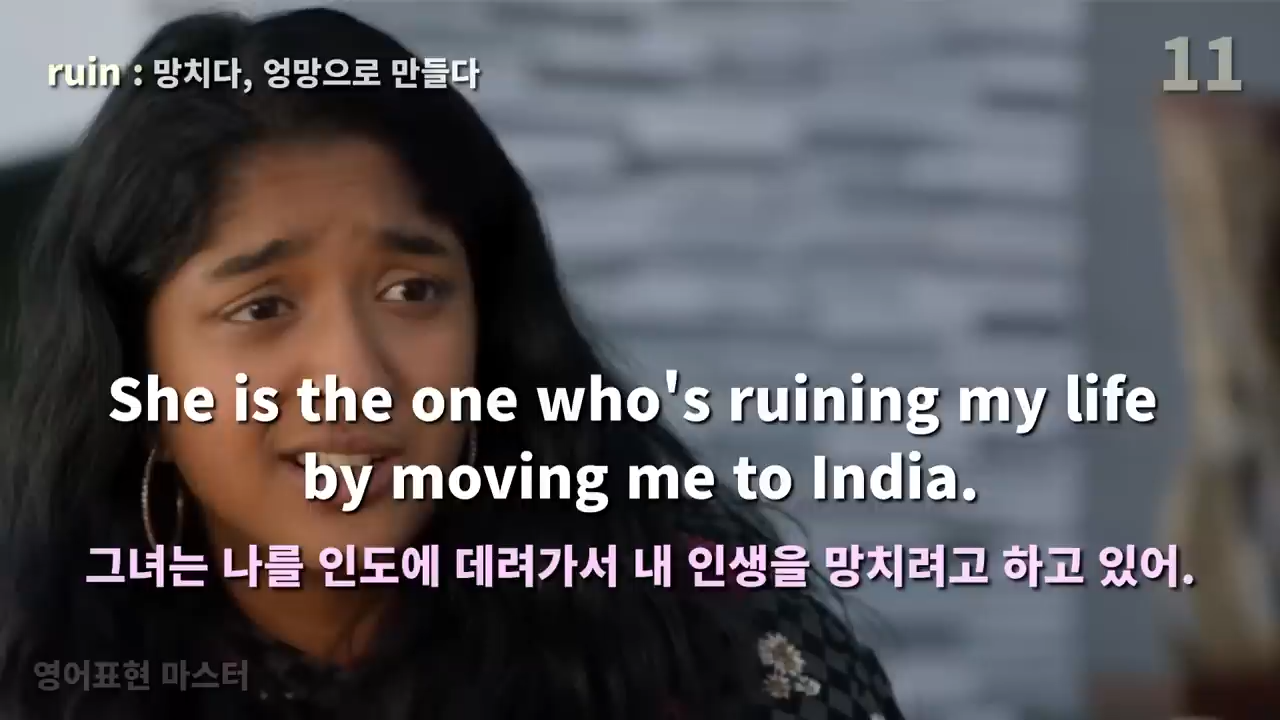 ruin : 망치다, 엉망으로 만들다
11
She is the one who's ruining my life
by moving me to India.
그녀는 나를 인도에 데려가서 내 인생을 망치려고 하고 있어.
영어표현 마스터